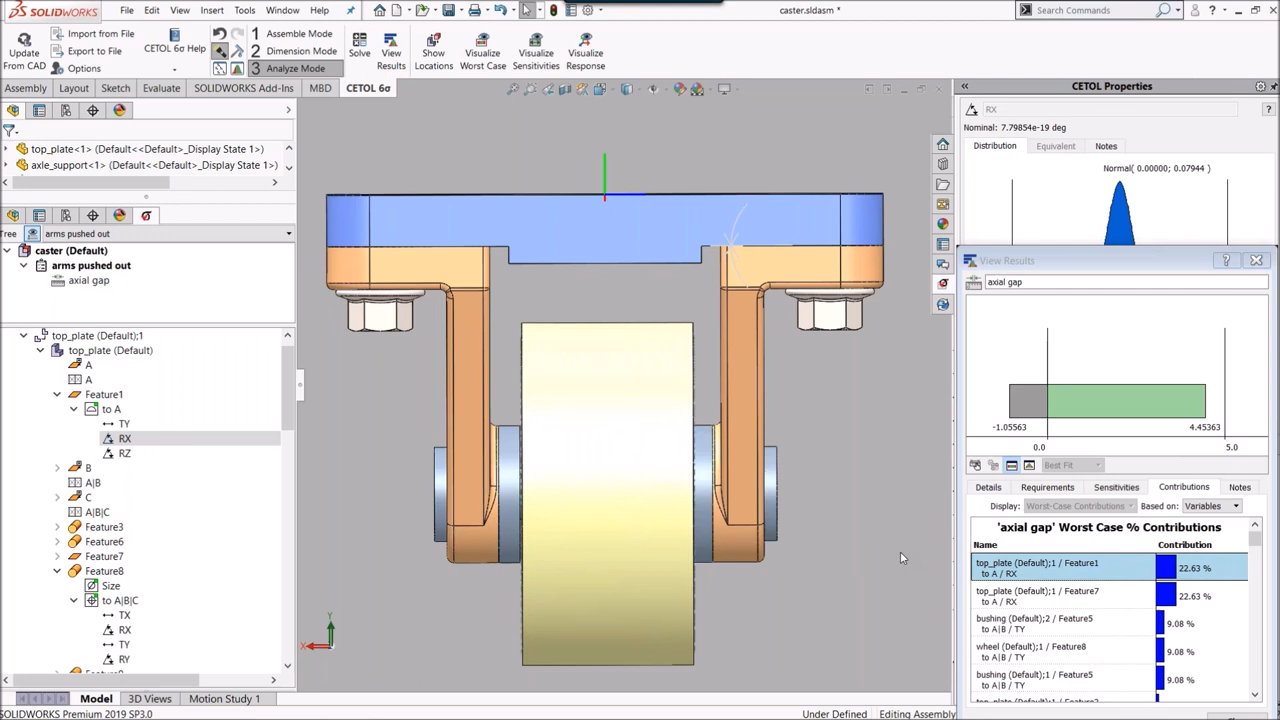 SOLIDWORKS File Edit View Insert Tools Window Help caster.sldasm * Search Commands
Update From CAD
Import from File
Export to File
Options
CETOL 6σ Help
1 Assemble Mode
2 Dimension Mode
3 Analyze Mode
Solve
View Results
Show Locations
Visualize Worst Case
Visualize Sensitivities
Visualize Response
Assembly Layout Sketch Evaluate SOLIDWORKS Add-Ins MBD CETOL 6σ
top_plate<1> (Default<<Default>_Display State 1>)
axle_support<1> (Default<<Default>_Display State 1>)
Tree arms pushed out
caster (Default)
arms pushed out
axial gap
top_plate (Default);1
top_plate (Default)
A
A
Feature1
to A
TY
RX
RZ
B
A|B
C
A|B|C
Feature3
Feature6
Feature7
Feature8
Size
to A|B|C
TX
RX
TY
RY
Y
X
CETOL Properties
RX
Nominal: 7.79854e-19 deg
Distribution Equivalent Notes
Normal( 0.00000; 0.07944 )
View Results
axial gap
-1.05563 4.45363
0.0 5.0
Best Fit
Details Requirements Sensitivities Contributions Notes
Display: Worst-Case Contributions Based on: Variables
'axial gap' Worst Case % Contributions
Name Contribution
top_plate (Default);1 / Feature1
to A / RX 22.63 %
top_plate (Default);1 / Feature7
to A / RX 22.63 %
bushing (Default);2 / Feature5
to A|B / TY 9.08 %
wheel (Default);1 / Feature8
to A|B / TY 9.08 %
bushing (Default);1 / Feature5
to A|B / TY 9.08 %
Model 3D Views Motion Study 1
SOLIDWORKS Premium 2019 SP3.0 Under Defined Editing Assembly